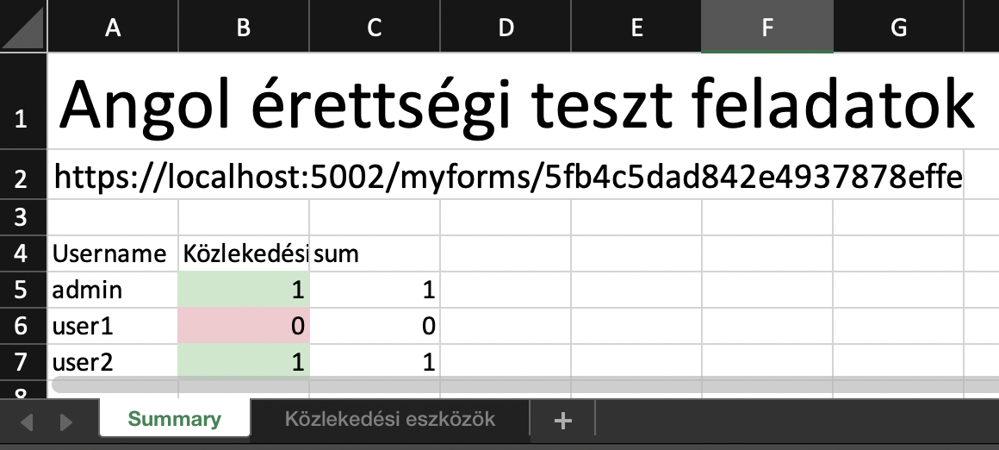 A B C D E F G
1 Angol érettségi teszt feladatok
2 https://localhost:5002/myforms/5fb4c5dad842e4937878effe
3
4 Username Közlekedési sum
5 admin 1 1
6 user1 0 0
7 user2 1 1
8
Summary Közlekedési eszközök +